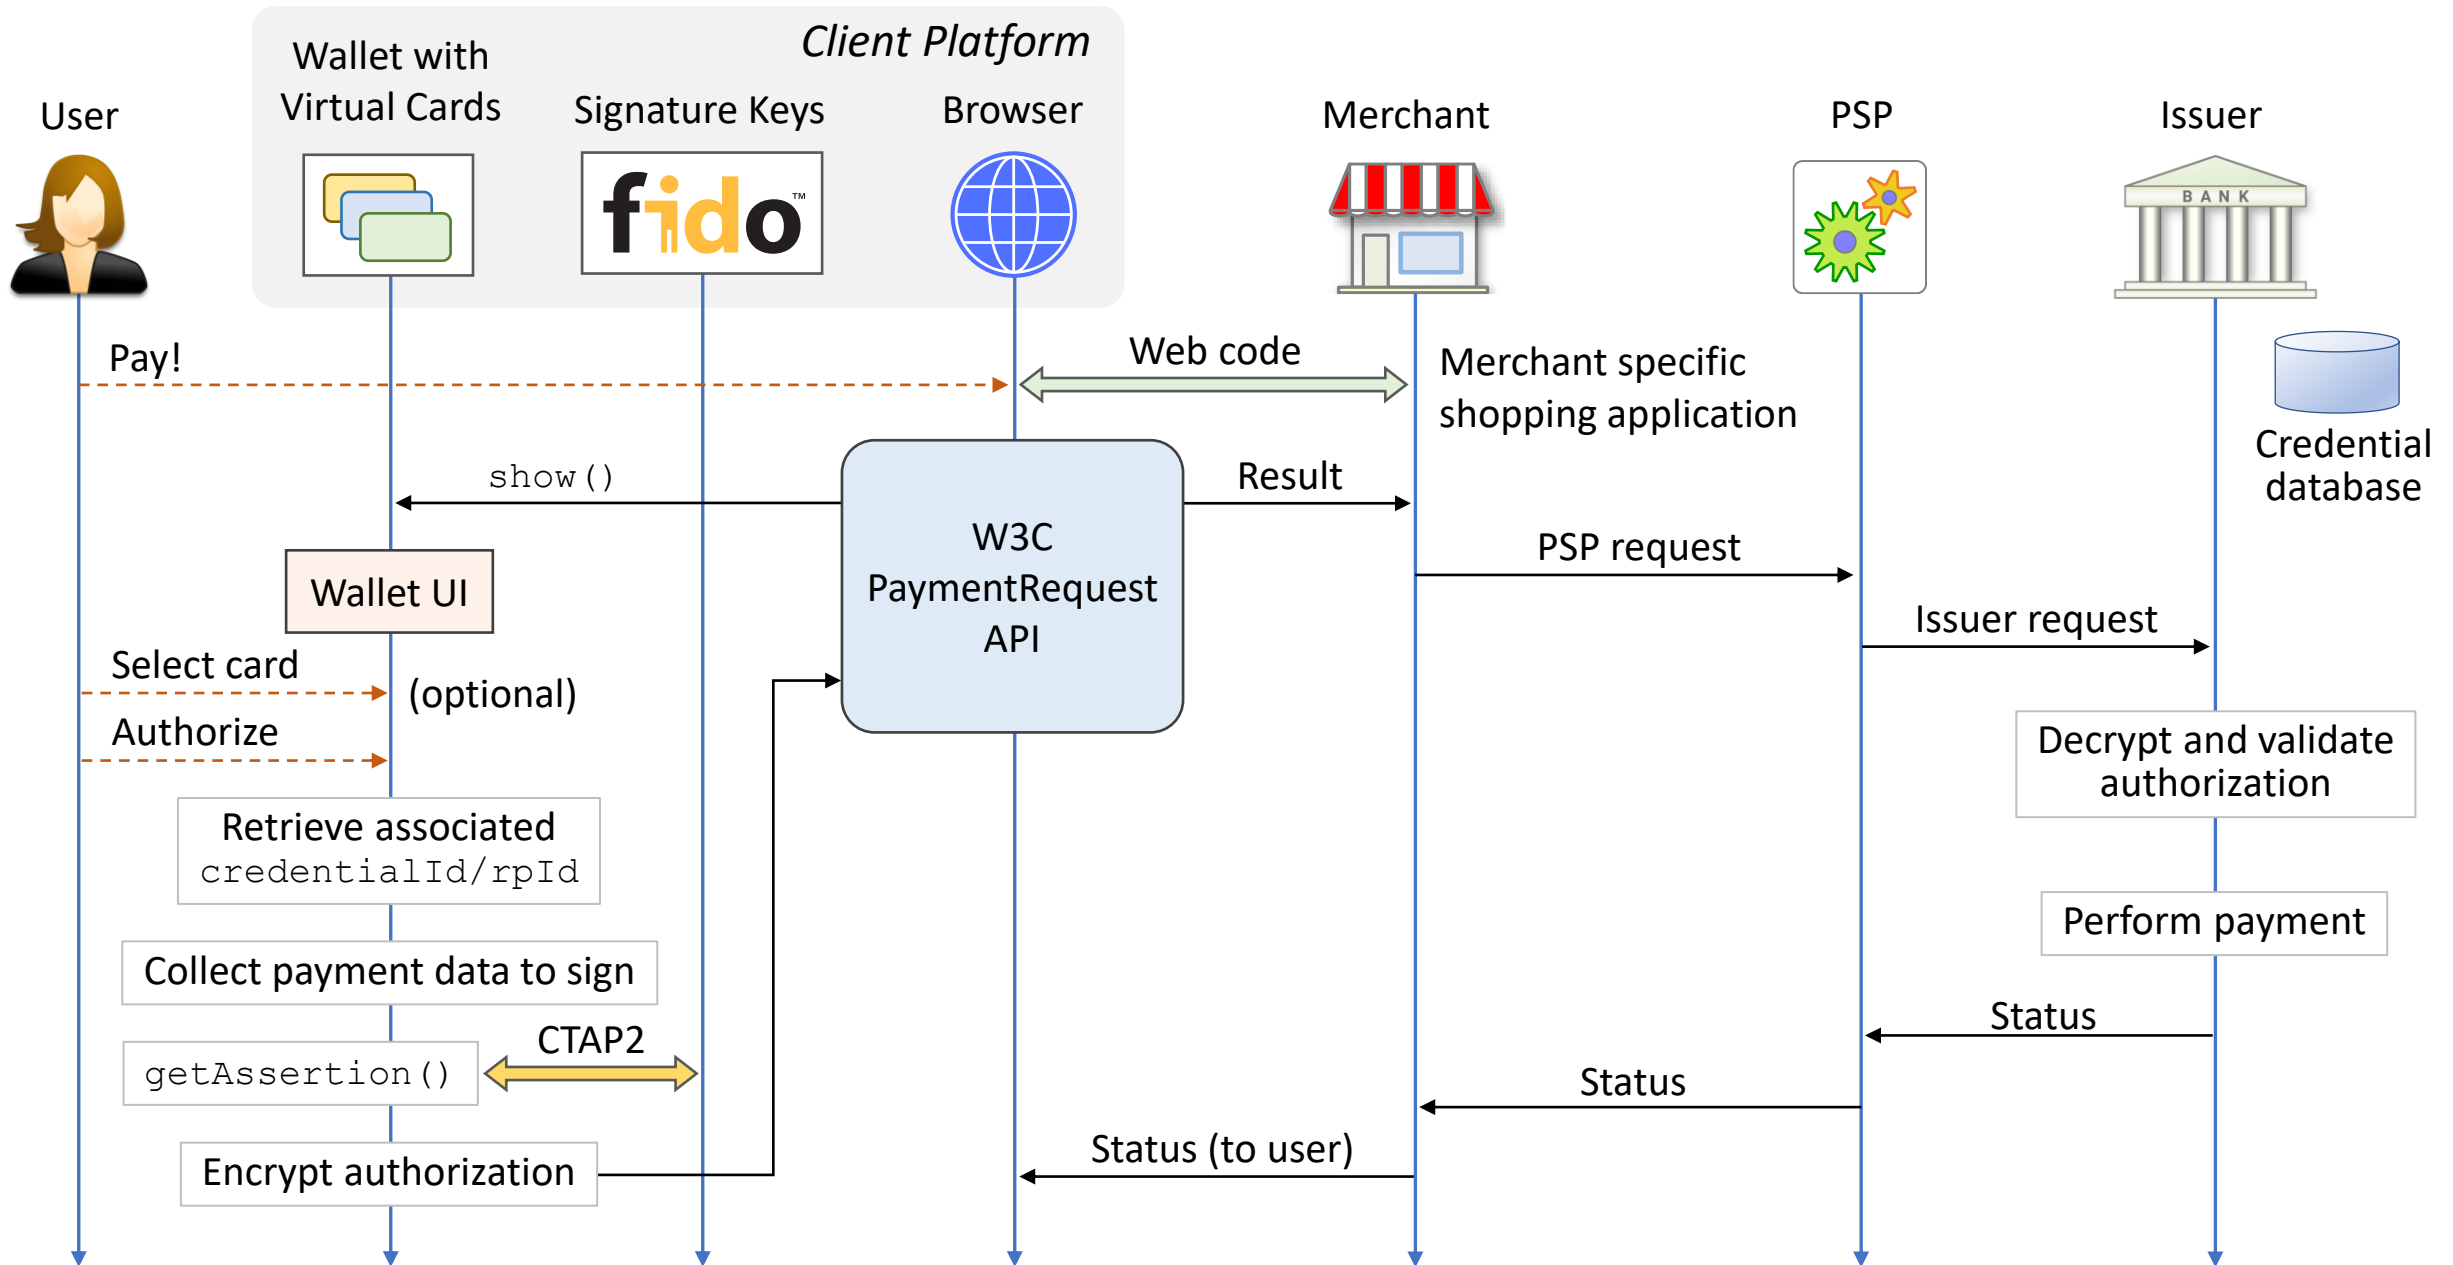 Client Platform
User
Wallet with
Virtual Cards
Signature Keys
Browser
Merchant
PSP
Issuer
fido™
BANK
Pay!
Web code
Merchant specific
shopping application
Credential
database
show()
Result
W3C
PaymentRequest
API
PSP request
Wallet UI
Issuer request
Select card
(optional)
Authorize
Decrypt and validate
authorization
Retrieve associated
credentialId/rpId
Perform payment
Collect payment data to sign
Status
CTAP2
getAssertion()
Status
Status (to user)
Encrypt authorization